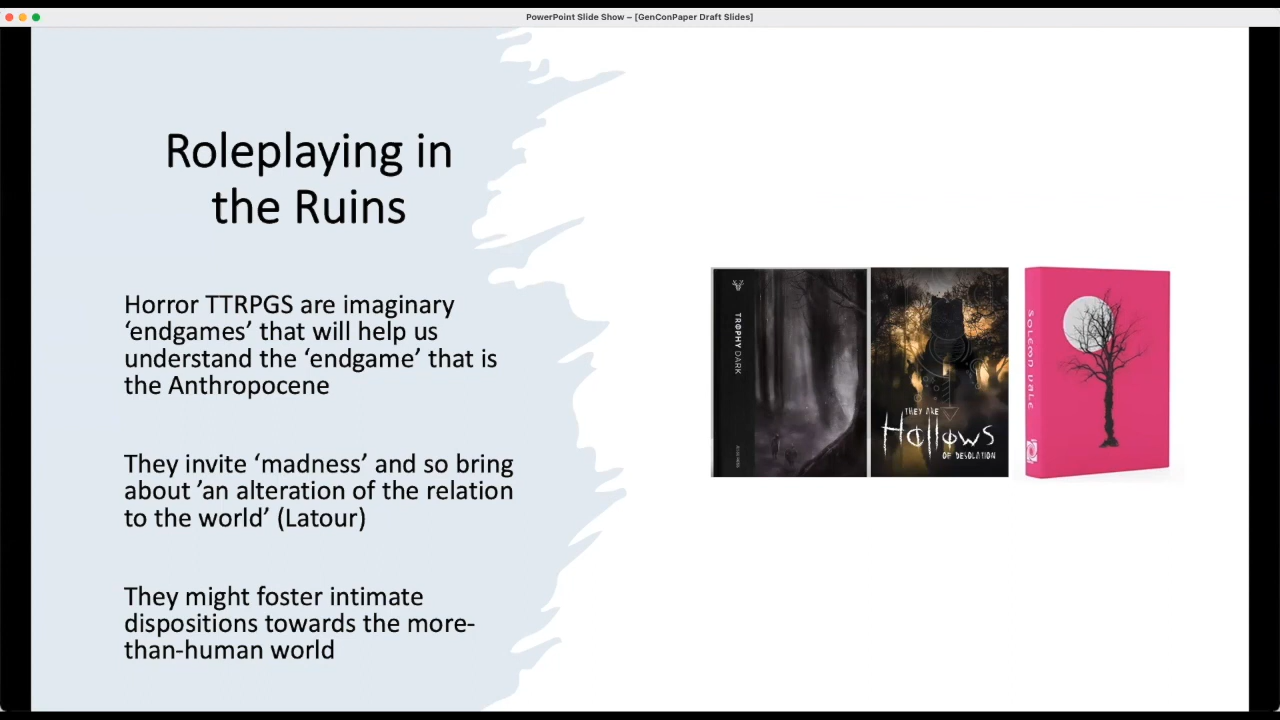 PowerPoint Slide Show – [GenConPaper Draft Slides]
Roleplaying in
the Ruins
Horror TTRPGS are imaginary
‘endgames’ that will help us
understand the ‘endgame’ that is
the Anthropocene
They invite ‘madness’ and so bring
about ’an alteration of the relation
to the world’ (Latour)
They might foster intimate
dispositions towards the more-
than-human world
TROPHY DARK
THEY ARE
Hallows
OF DESOLATION
SOLEMN VALE